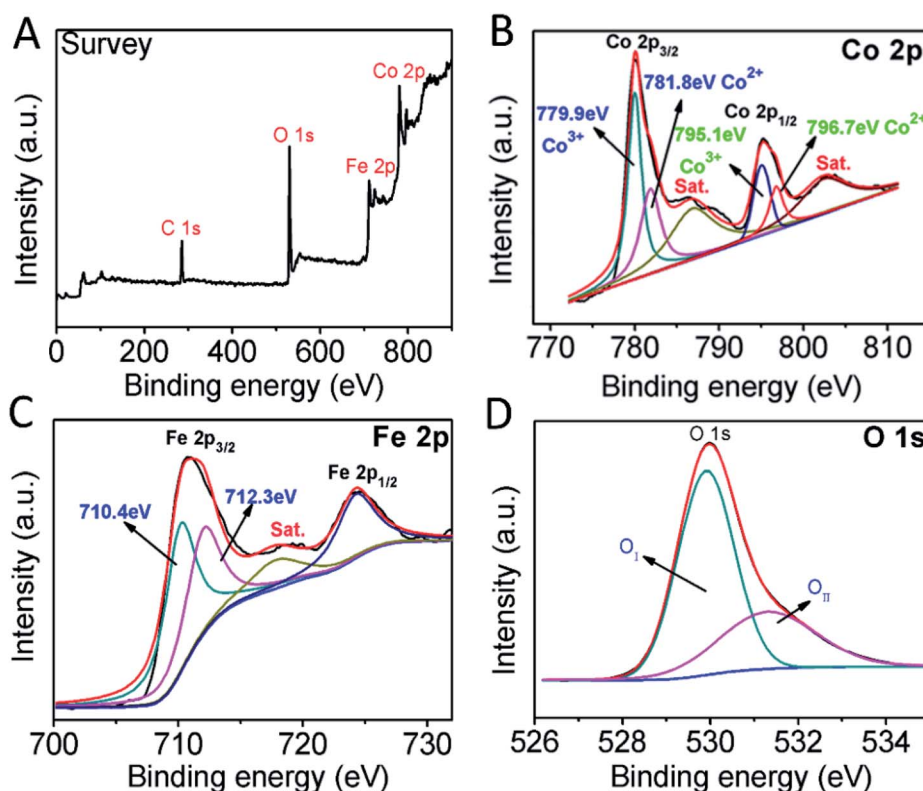 A
Survey
C 1s
O 1s
Fe 2p
Co 2p
Intensity (a.u.)
0 200 400 600 800
Binding energy (eV)
B
Co 2p
Co 2p3/2
779.9eV
Co3+
781.8eV Co2+
795.1eV
Co3+
Co 2p1/2
796.7eV Co2+
Sat.
Sat.
Intensity (a.u.)
770 780 790 800 810
Binding energy (eV)
C
Fe 2p
Fe 2p3/2
Fe 2p1/2
710.4eV
712.3eV
Sat.
Intensity (a.u.)
700 710 720 730
Binding energy (eV)
D
O 1s
O 1s
OI
OII
Intensity (a.u.)
526 528 530 532 534
Binding energy (eV)